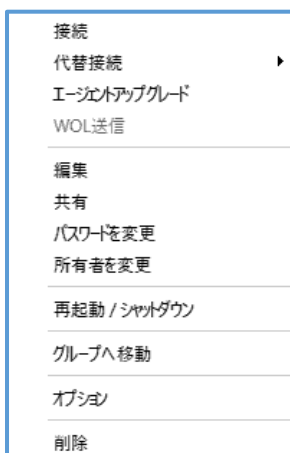 接続
代替接続
エージェントアップグレード
WOL送信
編集
共有
パスワードを変更
所有者を変更
再起動 / シャットダウン
グループへ移動
オプション
削除